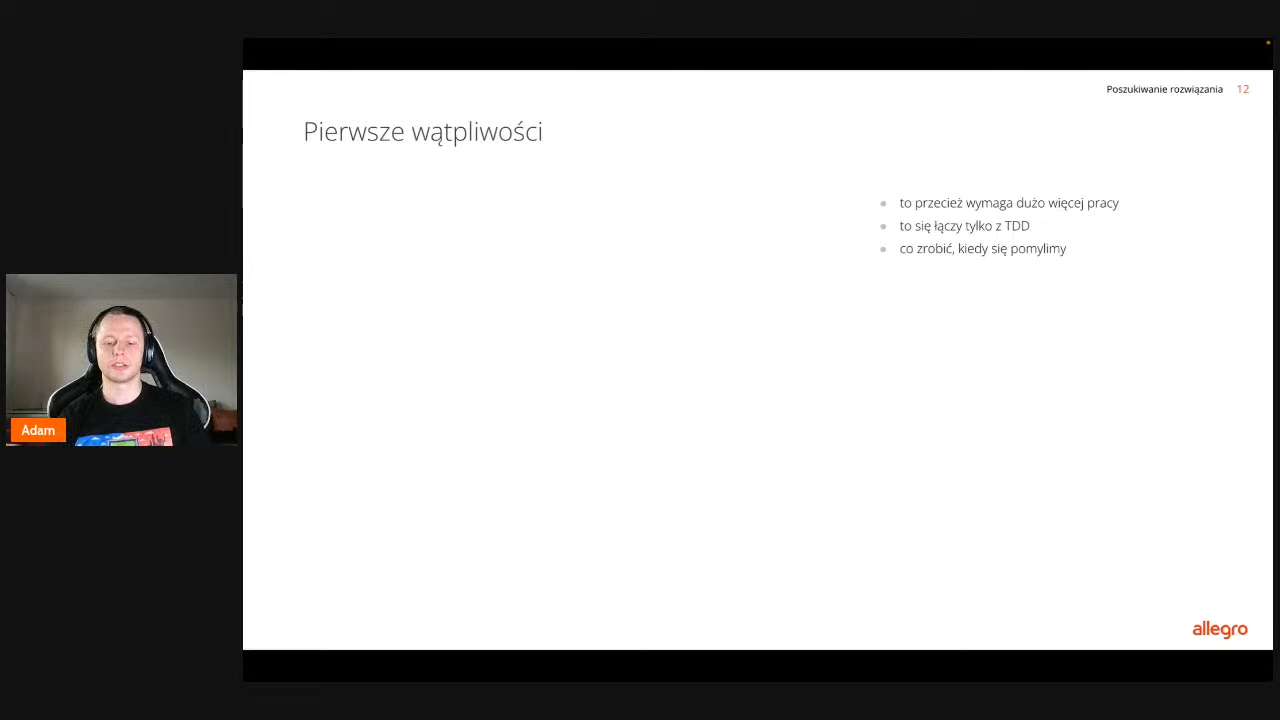 Poszukiwanie rozwiązania 12
Pierwsze wątpliwości
to przecież wymaga dużo więcej pracy
to się łączy tylko z TDD
co zrobić, kiedy się pomylimy
Adam
allegro